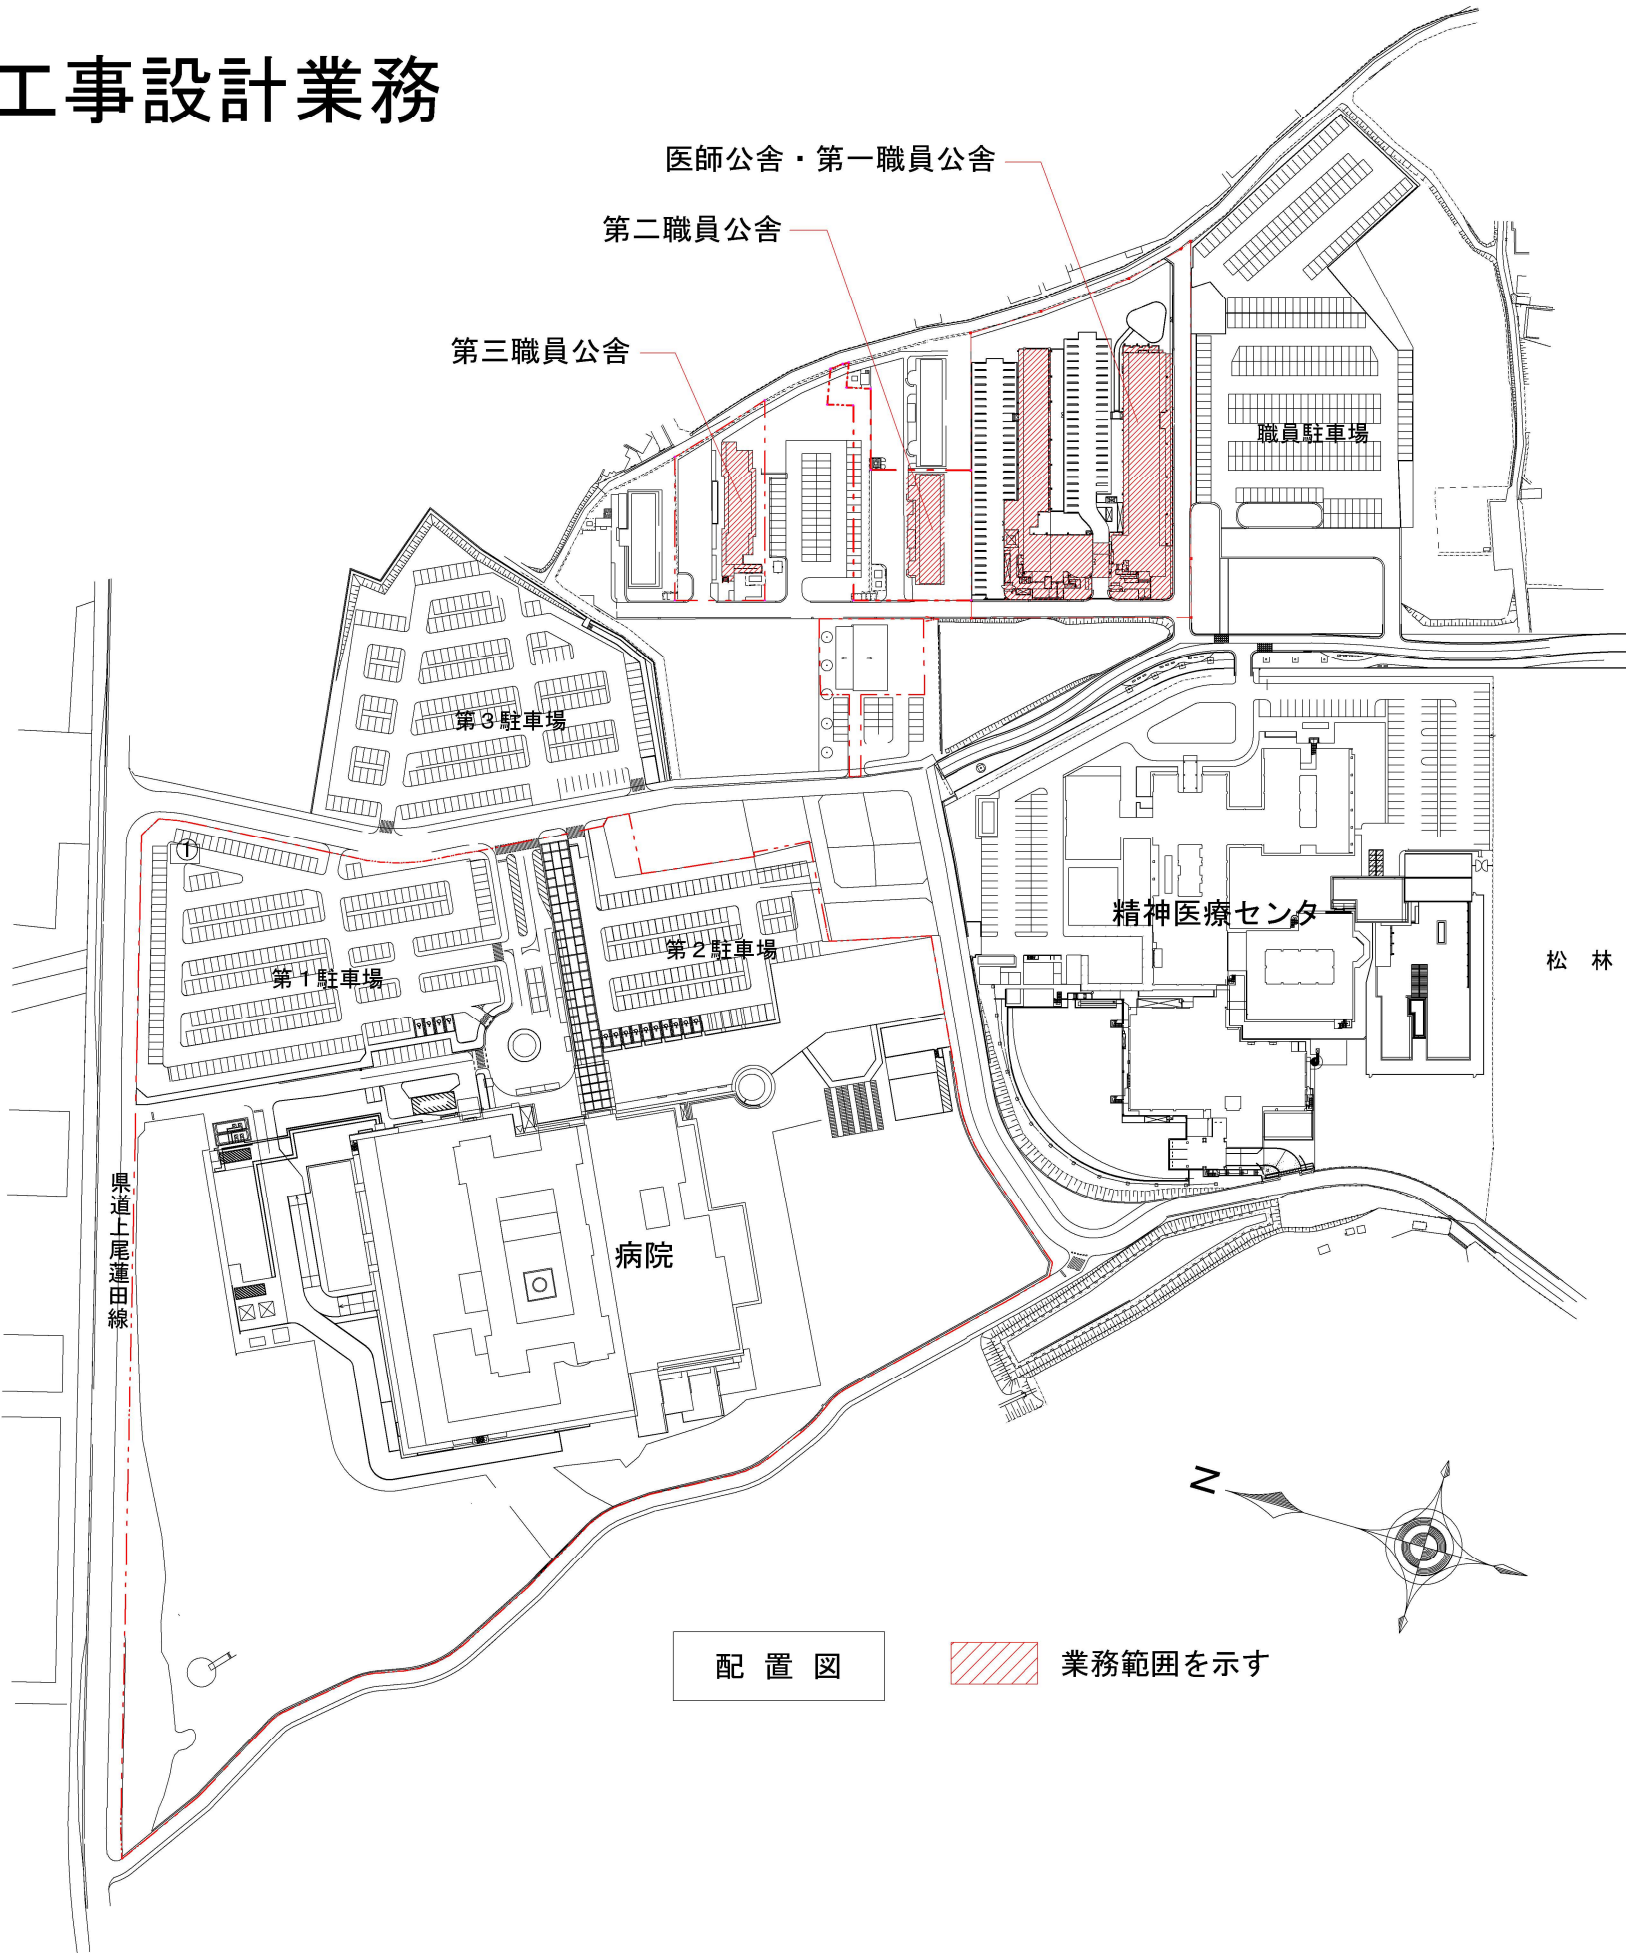 工事設計業務
医師公舎・第一職員公舎
第二職員公舎
第三職員公舎
職員駐車場
第3駐車場
①
精神医療センター
第2駐車場
第1駐車場
松 林
県道上尾蓮田線
病院
N
配 置 図
業務範囲を示す